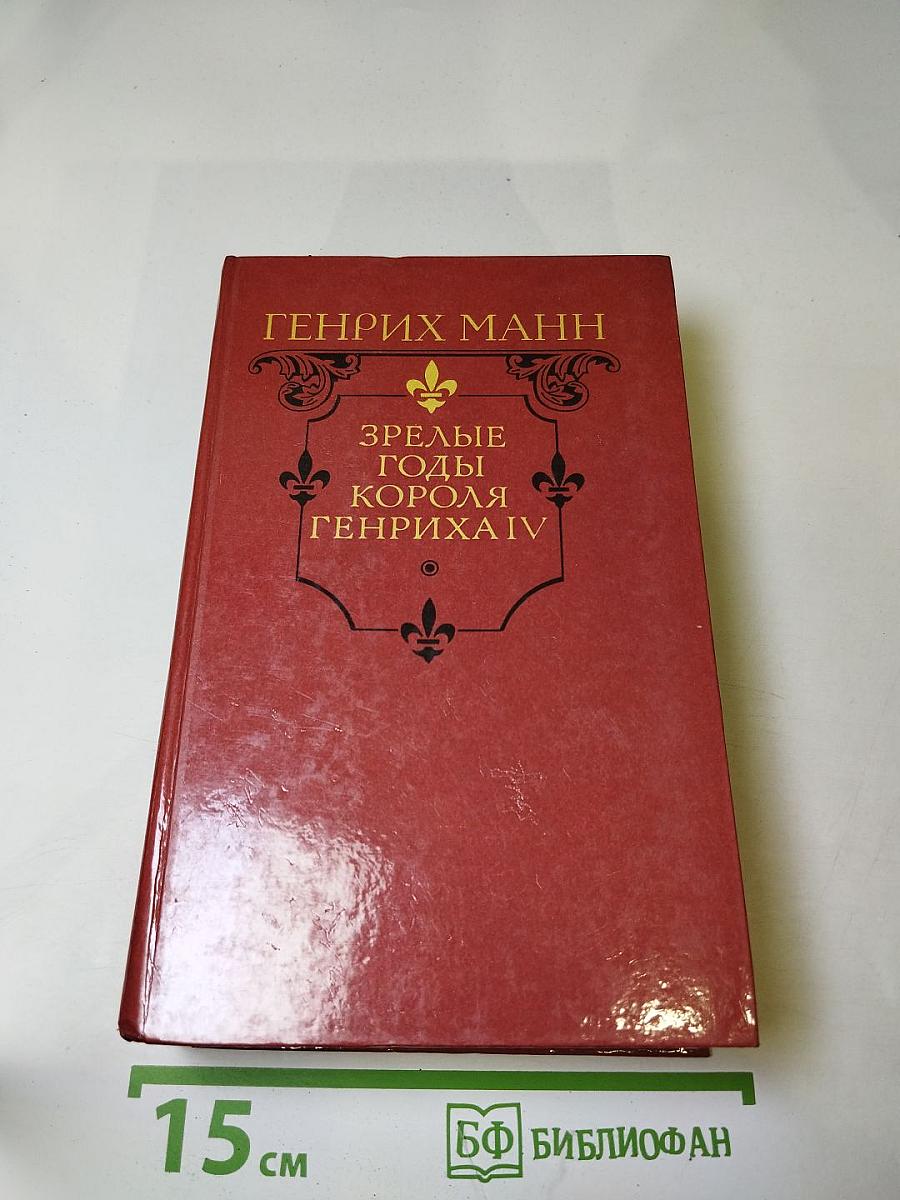 ГЕНРИХ МАНН
ЗРЕЛЫЕ
ГОДЫ
КОРОЛЯ
ГЕНРИХА IV
15 см
БФ БИБЛИОФАН